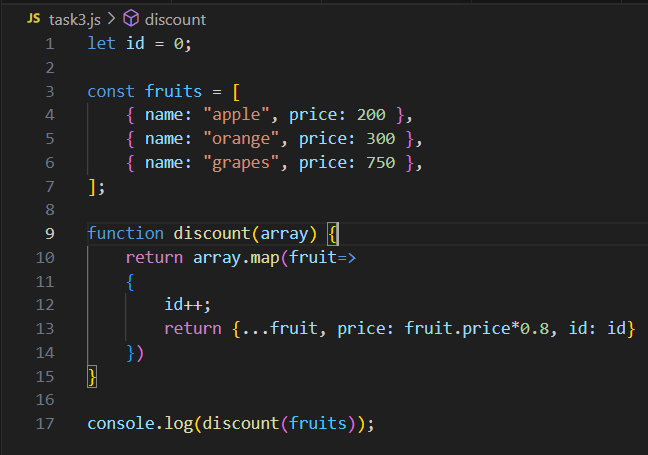 JS task3.js > discount
1 let id = 0;
2
3 const fruits = [
4     { name: "apple", price: 200 },
5     { name: "orange", price: 300 },
6     { name: "grapes", price: 750 },
7 ];
8
9 function discount(array) {
10     return array.map(fruit=>
11     {
12         id++;
13         return {...fruit, price: fruit.price*0.8, id: id}
14     })
15 }
16
17 console.log(discount(fruits));